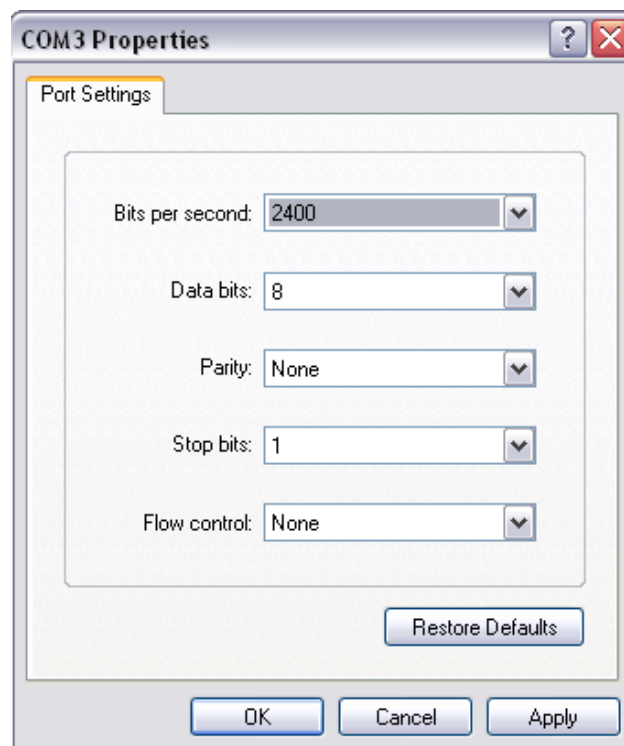 COM3 Properties
?
Port Settings
Bits per second: 2400
Data bits: 8
Parity: None
Stop bits: 1
Flow control: None
Restore Defaults
OK Cancel Apply